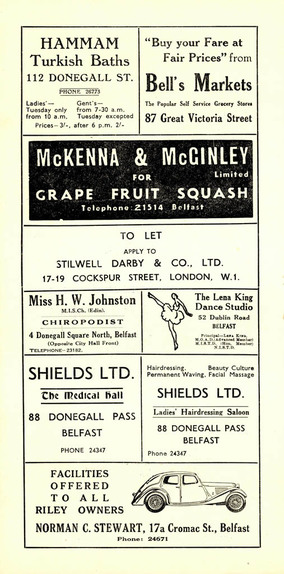 HAMMAM
Turkish Baths
112 DONEGALL ST.
PHONE 26773
Ladies'— Gent's—
Tuesday only from 7-30 a.m.
from 10 a.m. Tuesday excepted
Prices—3/-, after 6 p.m. 2/-
"Buy your Fare at
Fair Prices" from
Bell's Markets
The Popular Self Service Grocery Stores
87 Great Victoria Street
McKENNA & McGINLEY
Limited
FOR
GRAPE FRUIT SQUASH
Telephone: 21514 Belfast
TO LET
APPLY TO
STILWELL DARBY & CO., LTD.
17-19 COCKSPUR STREET, LONDON, W.1.
Miss H. W. Johnston
M.I.S.Ch. (Edin).
CHIROPODIST
4 Donegall Square North, Belfast
(Opposite City Hall Front)
TELEPHONE—23162.
The Lena King
Dance Studio
52 Dublin Road
BELFAST
Principal—Lena King,
M.O.A.D. (Advanced Member)
M.I.S.T.D. (Hon. Member)
N.I.S.T.D.
SHIELDS LTD.
The Medical Hall
88 DONEGALL PASS
BELFAST
PHONE 24347
Hairdressing. Beauty Culture
Permanent Waving, Facial Massage
SHIELDS LTD.
Ladies' Hairdressing Saloon
88 DONEGALL PASS
BELFAST
Phone 24347
FACILITIES
OFFERED
TO ALL
RILEY OWNERS
NORMAN C. STEWART, 17a Cromac St., Belfast
Phone: 24671